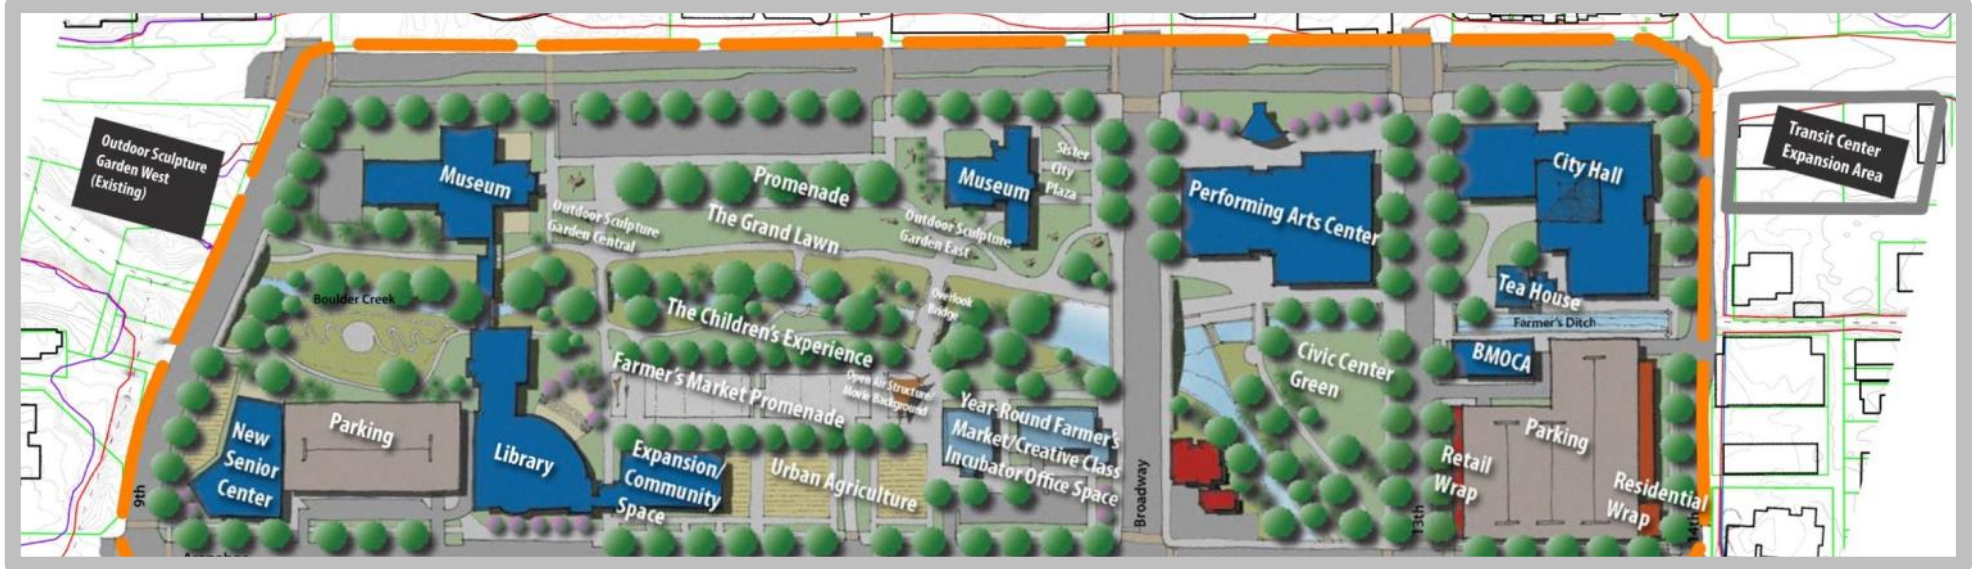 Outdoor Sculpture
Garden West
(Existing)
Museum
Promenade
The Grand Lawn
Outdoor Sculpture
Garden Central
Museum
Sister
City
Plaza
Outdoor Sculpture
Garden East
Performing Arts Center
City Hall
Transit Center
Expansion Area
Boulder Creek
The Children's Experience
Overlook
Bridge
Tea House
Farmer's Ditch
BMOCA
Civic Center
Green
Farmer's Market Promenade
Open Air Structure/
Movie Background
Year-Round Farmer's
Market/Creative Class
Incubator Office Space
New
Senior
Center
Parking
Library
Expansion/
Community
Space
Urban Agriculture
Retail
Wrap
Parking
Residential
Wrap
9th
Broadway
13th
14th